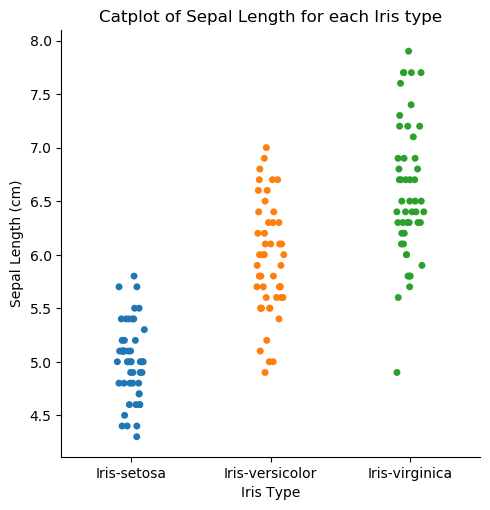 Catplot of Sepal Length for each Iris type
8.0
7.5
7.0
6.5
6.0
5.5
5.0
4.5
Sepal Length (cm)
Iris-setosa Iris-versicolor Iris-virginica
Iris Type